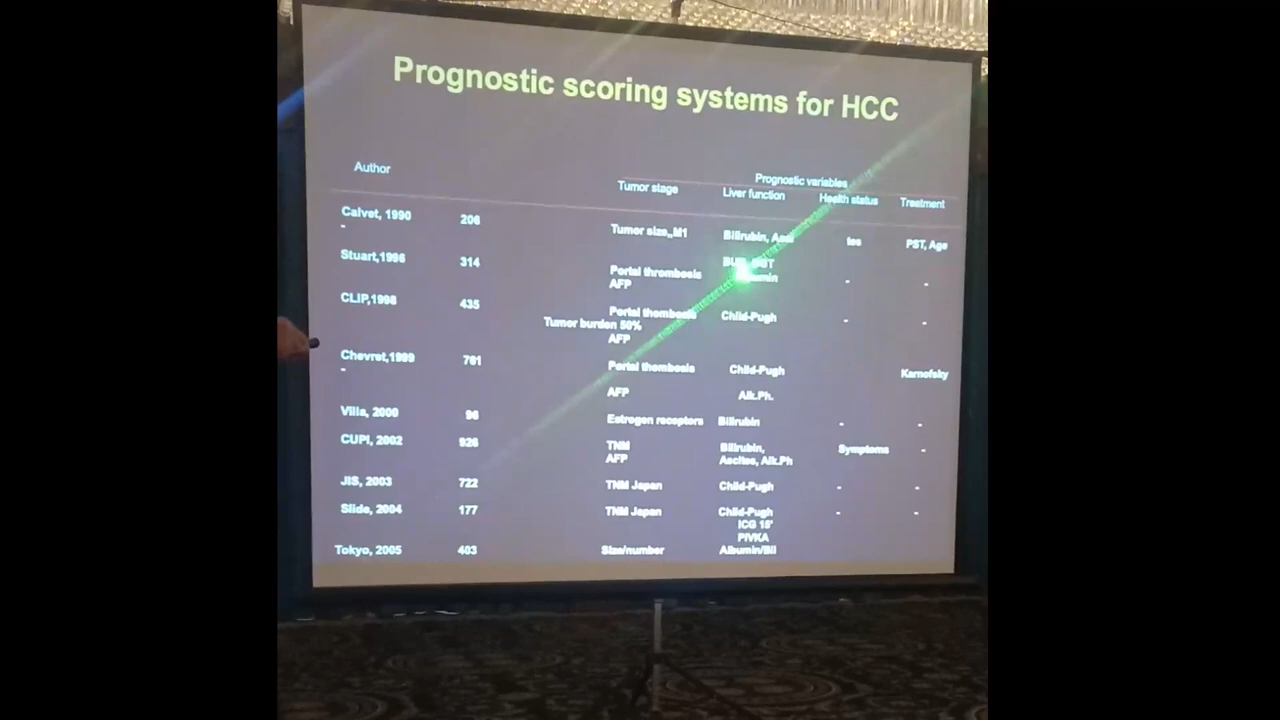 Prognostic scoring systems for HCC
Author
Prognostic variables
Tumor stage Liver function Health status Treatment
Calvet, 1990 206 Tumor size,,M1 Bilirubin, Asci tes PST, Age
-
Stuart,1996 314 Portal thrombosis - -
AFP
CLIP,1998 435 Portal thombosis Child-Pugh - -
Tumor burden 50%
AFP
Chevret,1999 761 Portal thombosis Child-Pugh Karnofsky
-
AFP Alk.Ph.
Villa, 2000 96 Estrogen receptors Bilirubin - -
CUPI, 2002 926 TNM Bilirubin, Symptoms -
AFP Ascites, Alk.Ph
JIS, 2003 722 TNM Japan Child-Pugh - -
Slide, 2004 177 TNM Japan Child-Pugh - -
ICG 15'
PIVKA
Tokyo, 2005 403 Size/number Albumin/Bil